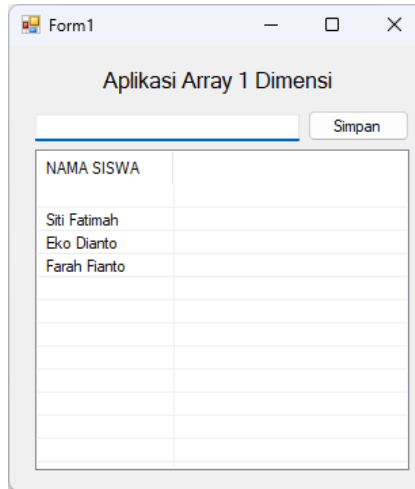 Form1
Aplikasi Array 1 Dimensi
Simpan
NAMA SISWA
Siti Fatimah
Eko Dianto
Farah Fianto